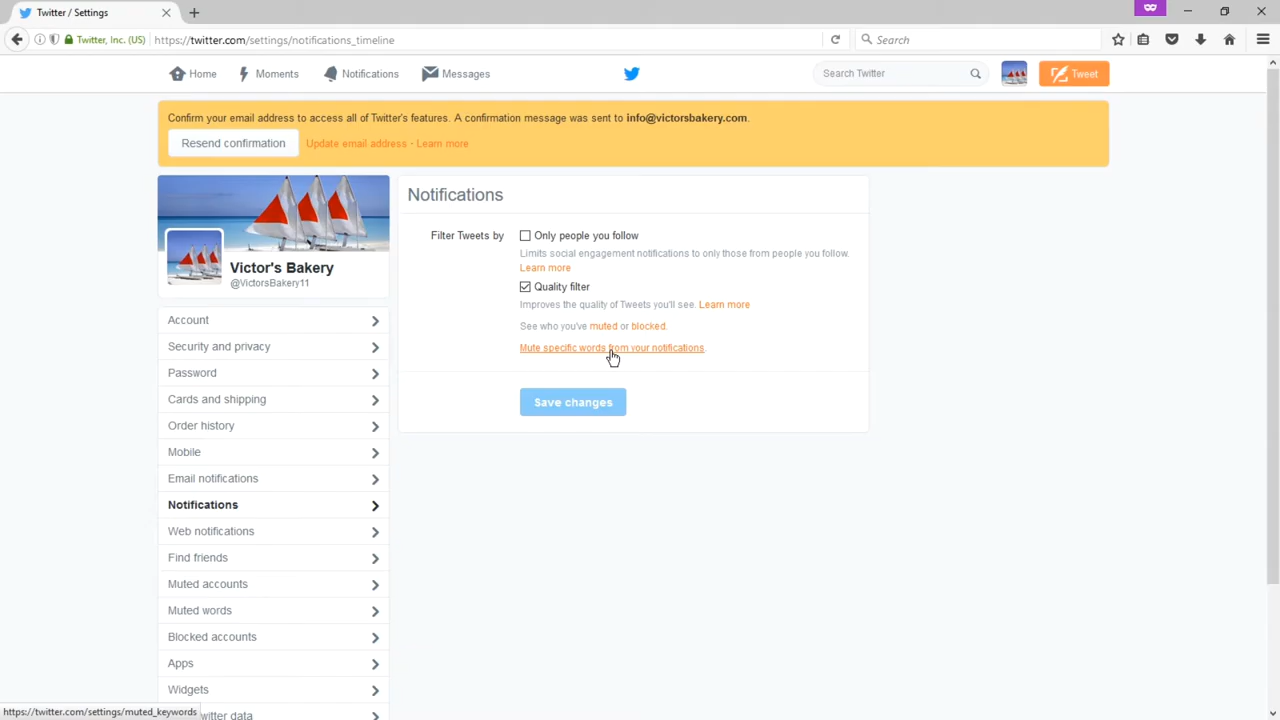 Twitter / Settings
Twitter, Inc. (US)
https://twitter.com/settings/notifications_timeline
Search
Home
Moments
Notifications
Messages
Search Twitter
Tweet
Confirm your email address to access all of Twitter's features. A confirmation message was sent to info@victorsbakery.com.
Resend confirmation
Update email address · Learn more
Victor's Bakery
@VictorsBakery11
Account
Security and privacy
Password
Cards and shipping
Order history
Mobile
Email notifications
Notifications
Web notifications
Find friends
Muted accounts
Muted words
Blocked accounts
Apps
Widgets
Notifications
Filter Tweets by
Only people you follow
Limits social engagement notifications to only those from people you follow.
Learn more
Quality filter
Improves the quality of Tweets you'll see. Learn more
See who you've muted or blocked.
Mute specific words from your notifications.
Save changes
https://twitter.com/settings/muted_keywords
witter data